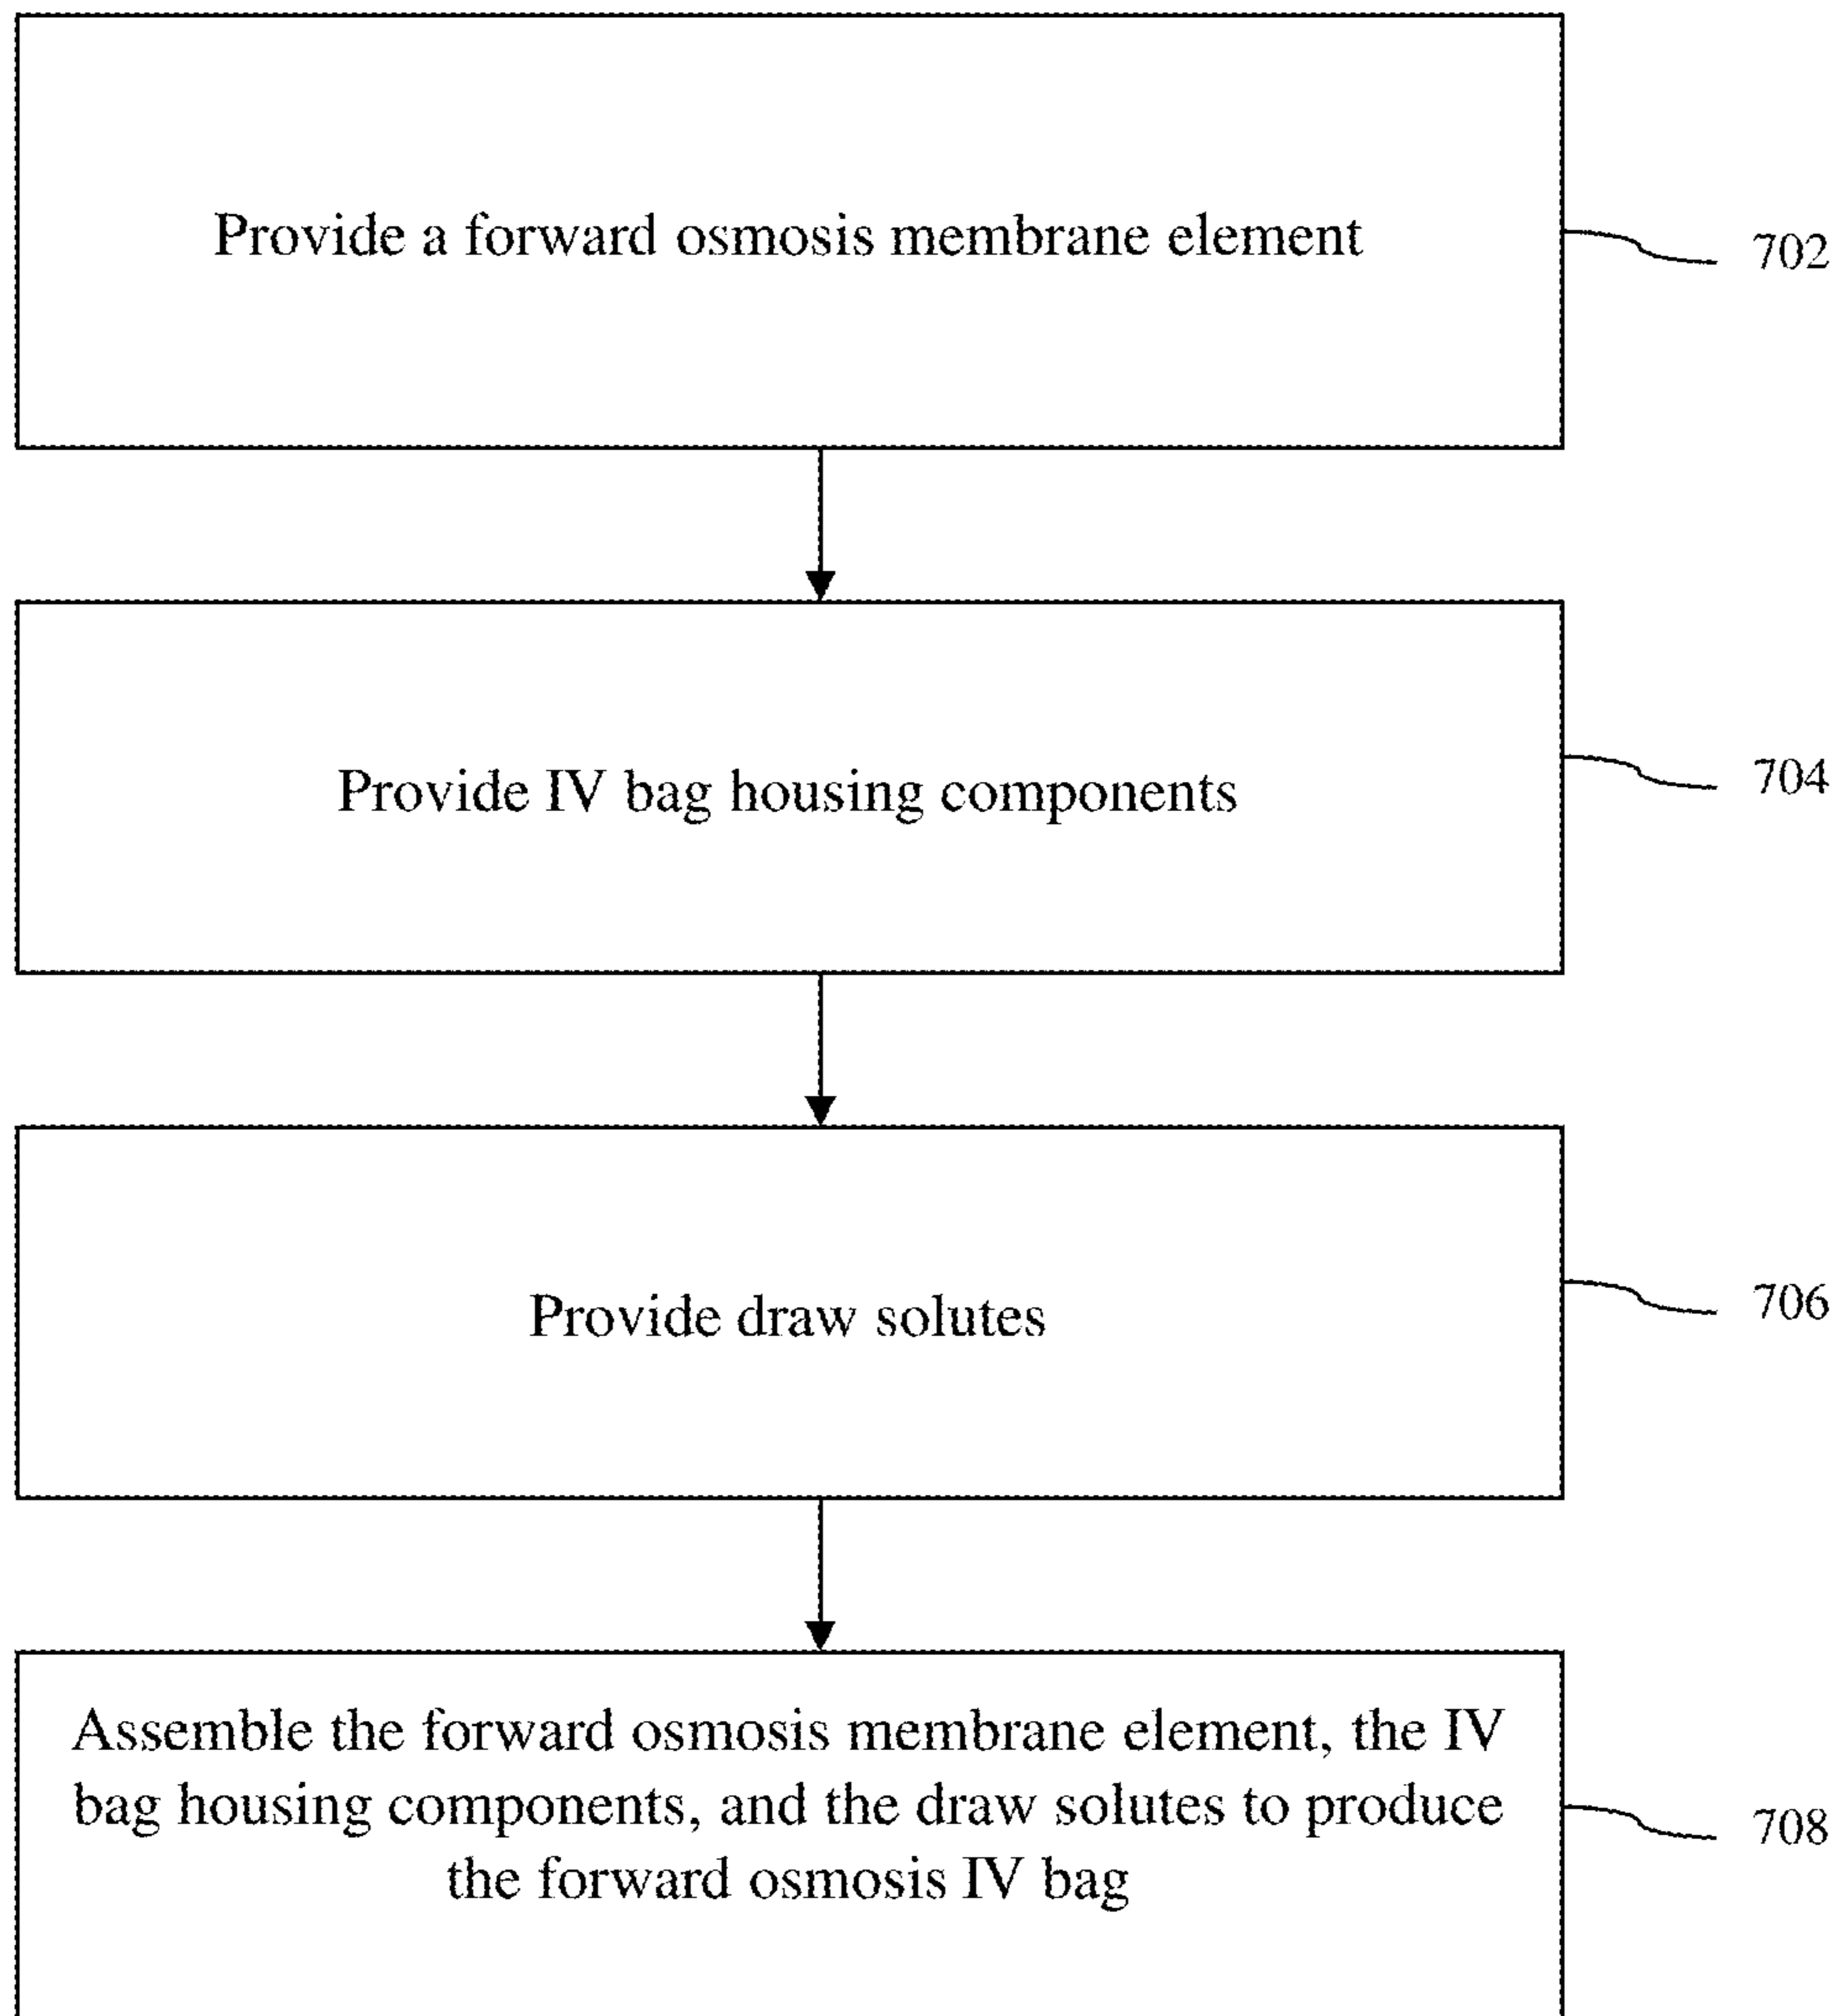 Provide a forward osmosis membrane element
702
Provide IV bag housing components
704
Provide draw solutes
706
Assemble the forward osmosis membrane element, the IV
bag housing components, and the draw solutes to produce
the forward osmosis IV bag
708